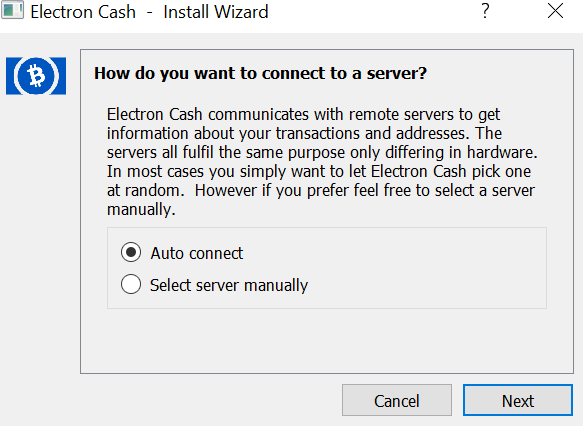 Electron Cash  -  Install Wizard
How do you want to connect to a server?
Electron Cash communicates with remote servers to get
information about your transactions and addresses. The
servers all fulfil the same purpose only differing in hardware.
In most cases you simply want to let Electron Cash pick one
at random.  However if you prefer feel free to select a server
manually.
Auto connect
Select server manually
Cancel
Next